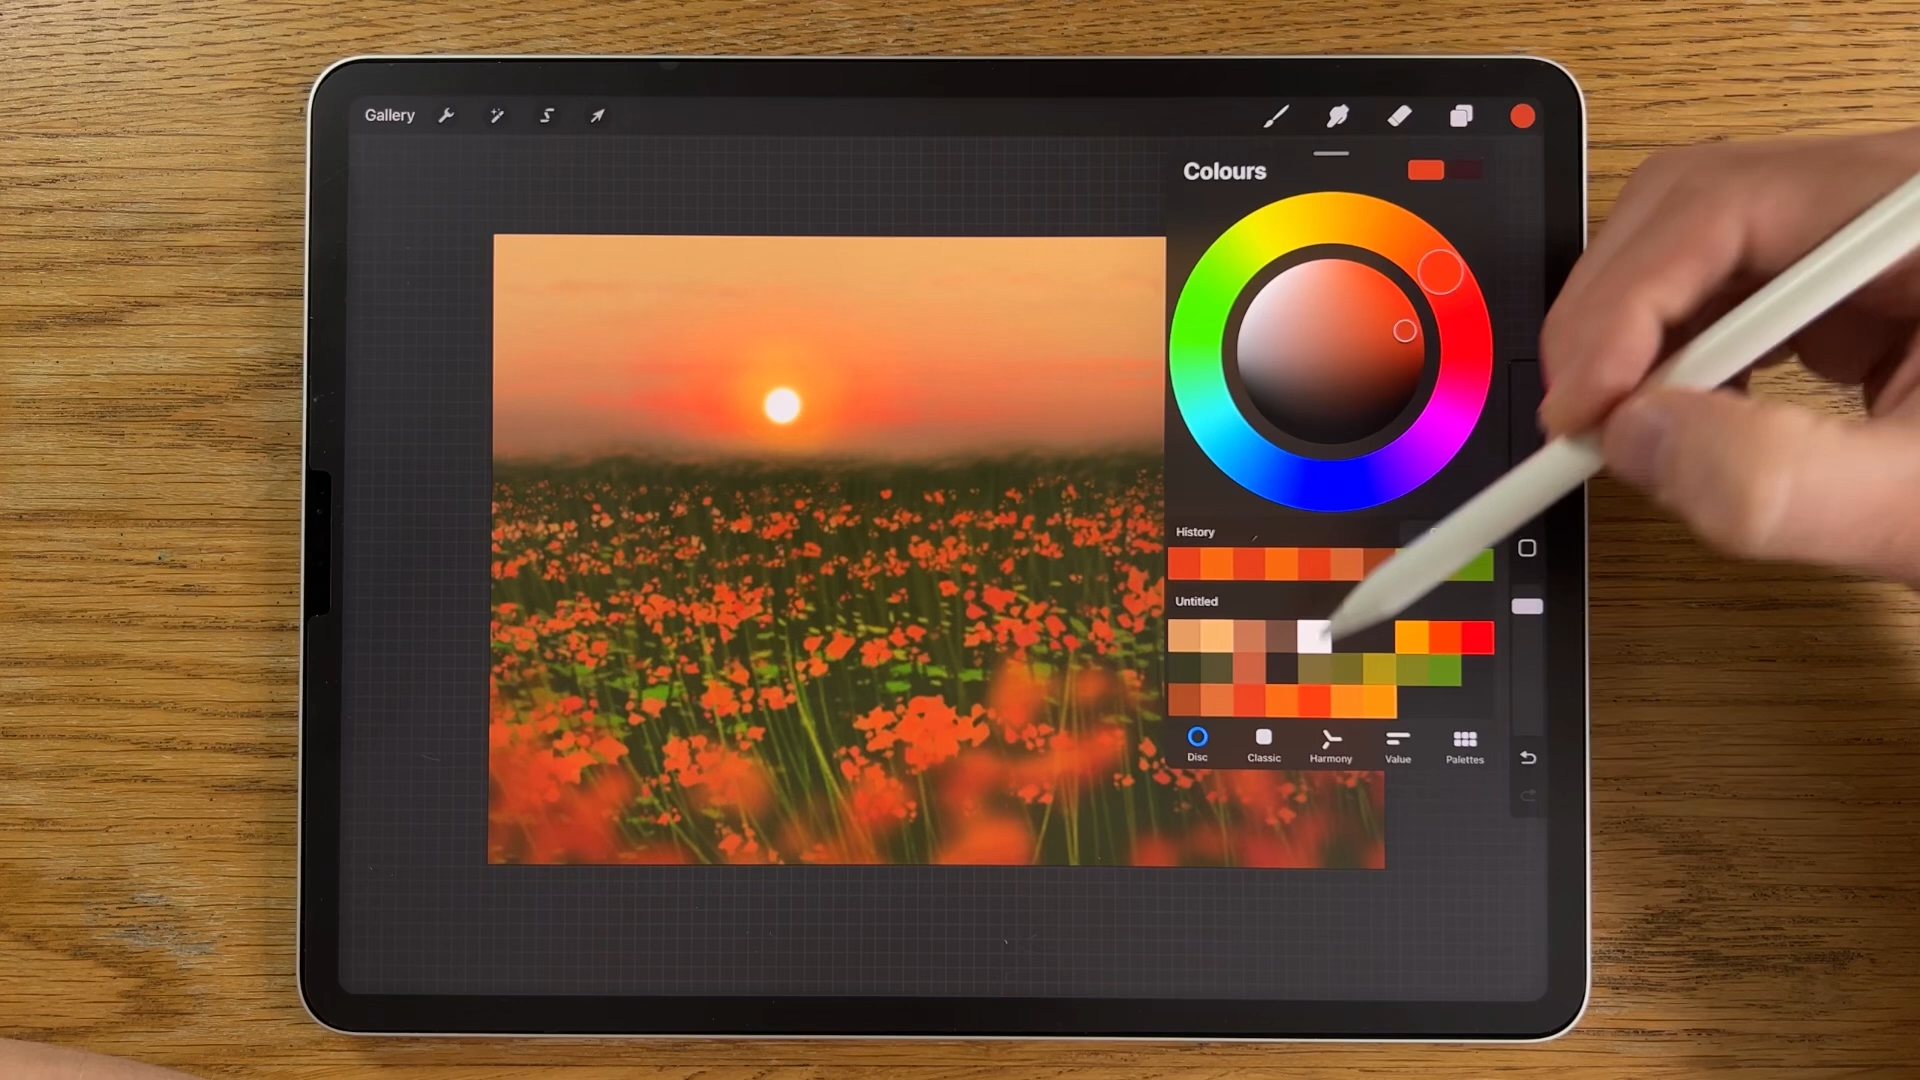 Gallery
Colours
History
Untitled
Disc
Classic
Harmony
Value
Palettes